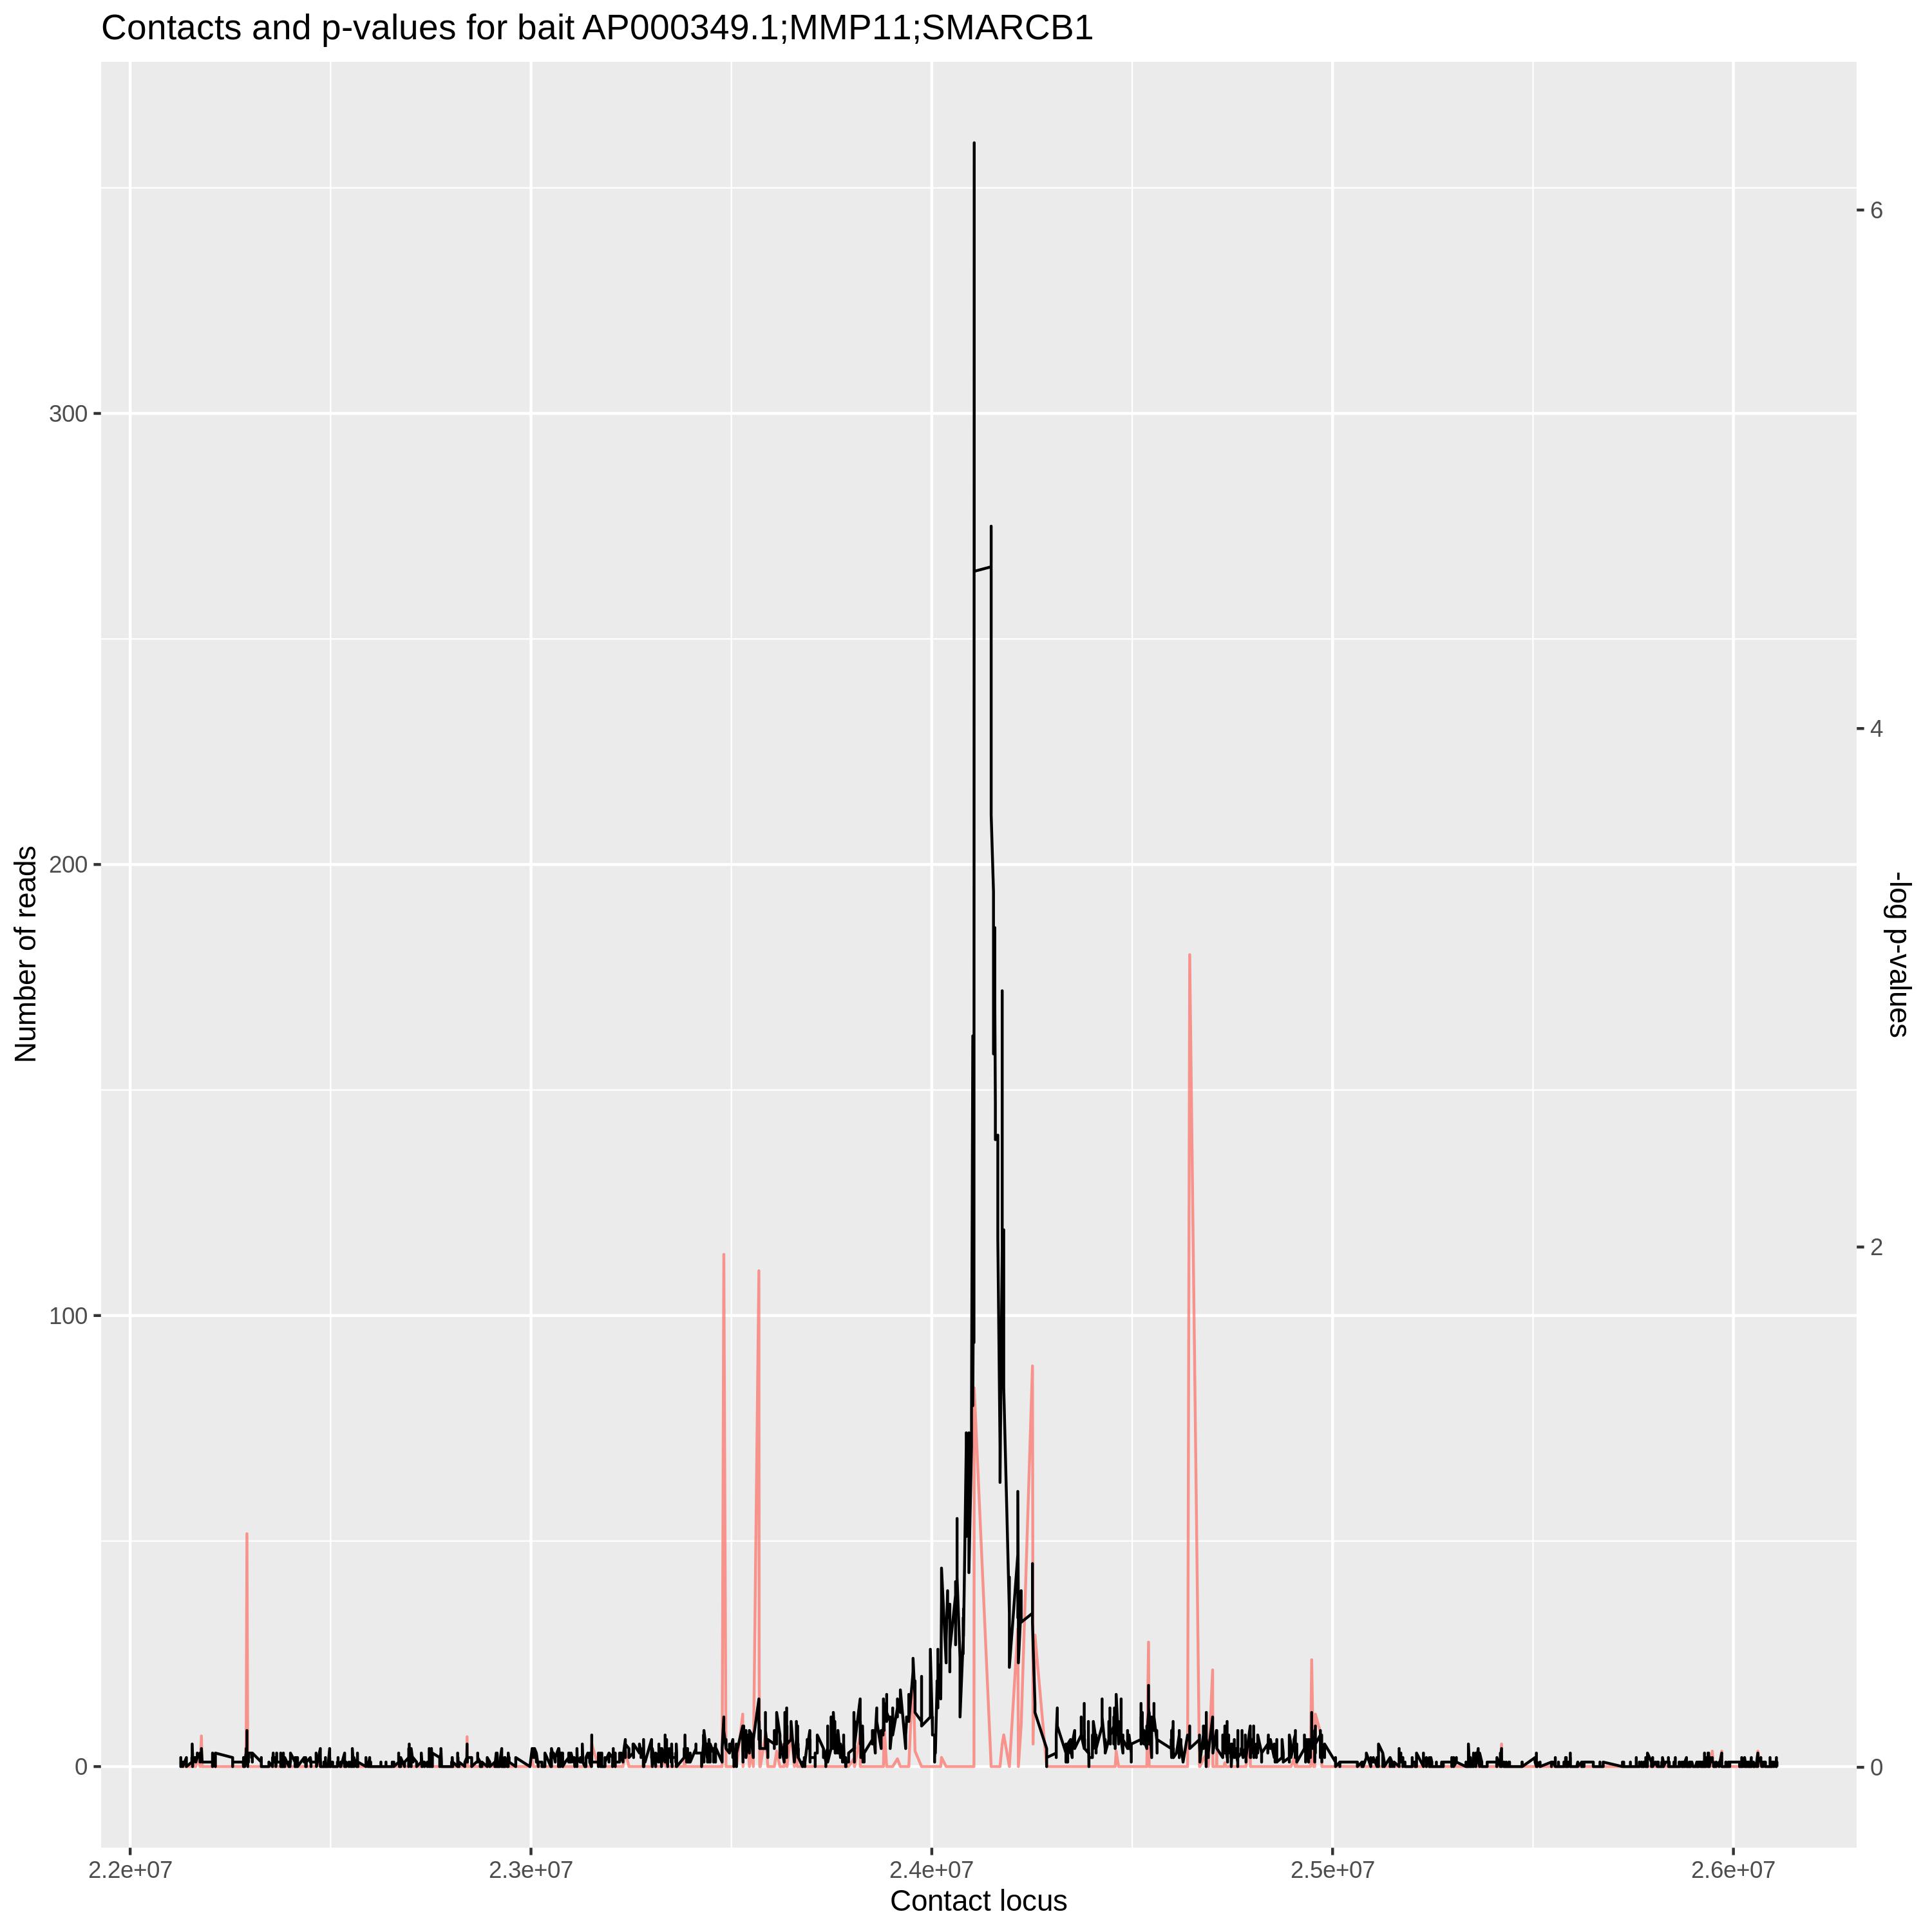 Contacts and p-values for bait AP000349.1;MMP11;SMARCB1
Number of reads
300
200
100
0
6
4
2
0
-log p-values
2.2e+07
2.3e+07
2.4e+07
2.5e+07
2.6e+07
Contact locus